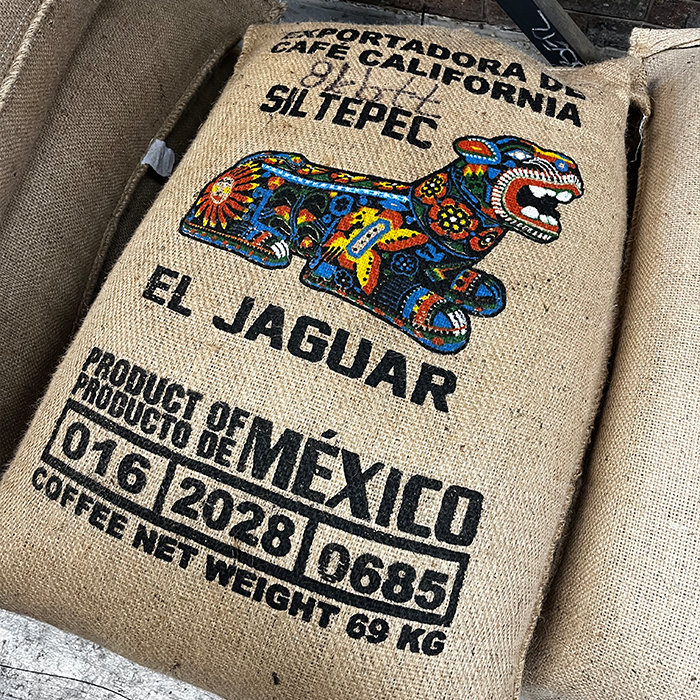 EXPORTADORA DE
CAFÉ CALIFORNIA
SILTEPEC
EL JAGUAR
PRODUCT OF
PRODUCTO DE
MÉXICO
016 2028 0685
COFFEE NET WEIGHT 69 KG